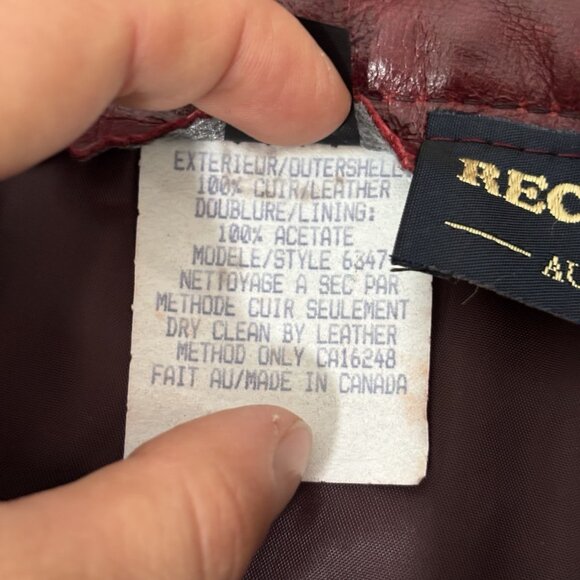 EXTERIEUR/OUTERSHELL
100% CUIR/LEATHER
DOUBLURE/LINING:
100% ACETATE
MODELE/STYLE 6347
NETTOYAGE A SEC PAR
METHODE CUIR SEULEMENT
DRY CLEAN BY LEATHER
METHOD ONLY CA16248
FAIT AU/MADE IN CANADA